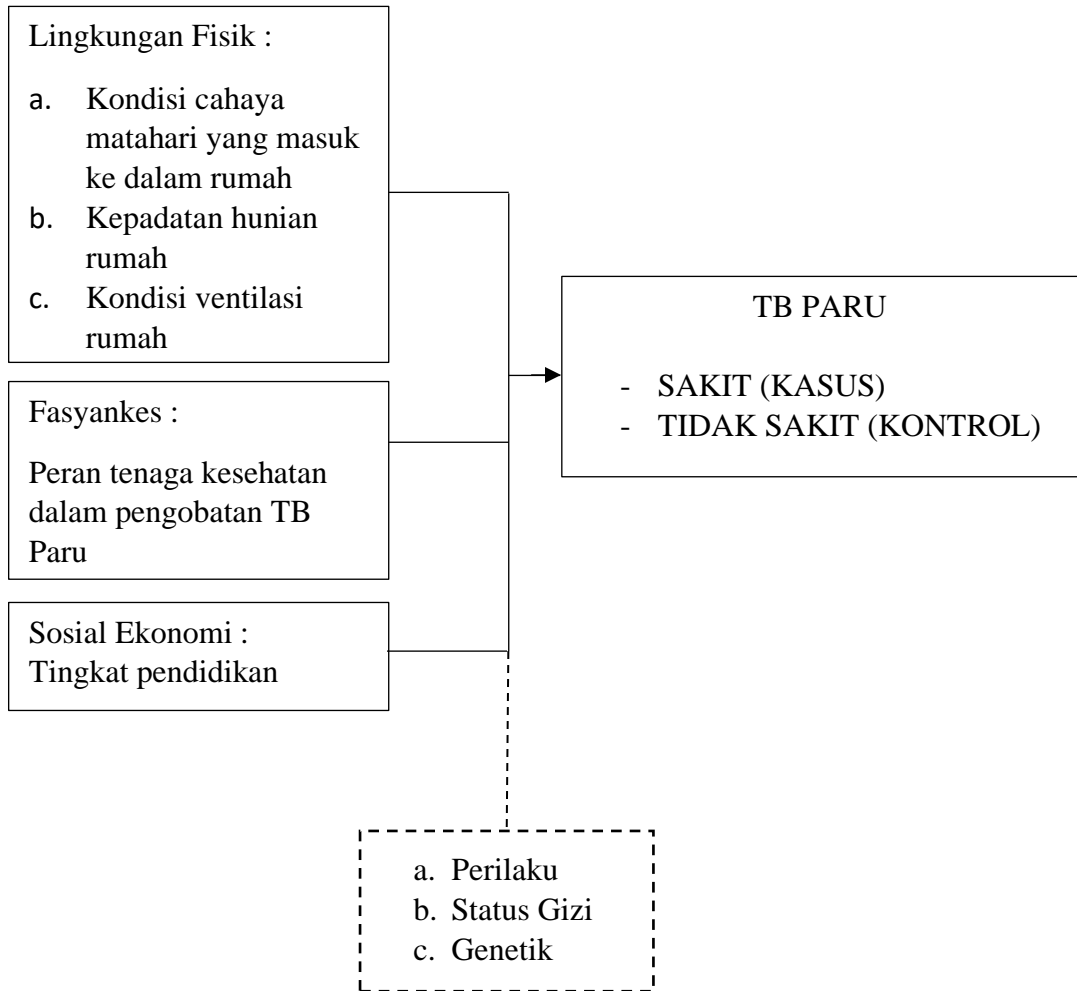 Lingkungan Fisik :
a. Kondisi cahaya
matahari yang masuk
ke dalam rumah
b. Kepadatan hunian
rumah
c. Kondisi ventilasi
rumah
Fasyankes :
Peran tenaga kesehatan
dalam pengobatan TB
Paru
Sosial Ekonomi :
Tingkat pendidikan
TB PARU
- SAKIT (KASUS)
- TIDAK SAKIT (KONTROL)
a. Perilaku
b. Status Gizi
c. Genetik